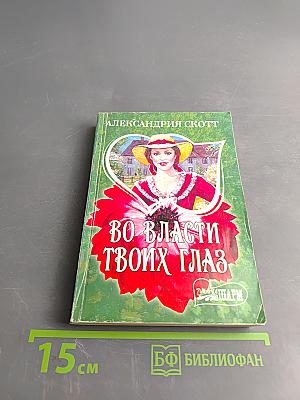 АЛЕКСАНДРИЯ СКОТТ
ВО ВЛАСТИ
ТВОИХ ГЛАЗ
ШАРМ
15 см
БФ БИБЛИОФАН